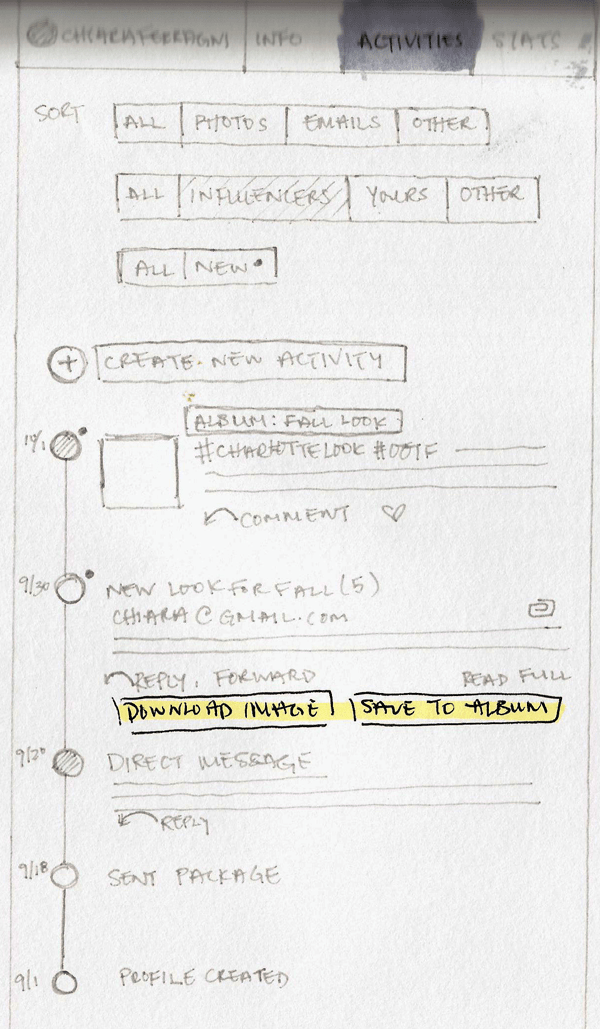 CHIARAFERRAGNI INFO ACTIVITIES STATS
SORT ALL PHOTOS EMAILS OTHER
ALL INFULENCERS YOURS OTHER
ALL NEW
+ CREATE NEW ACTIVITY
ALBUM: FALL LOOK
10/1 #CHARLOTTELOOK #OOTF
COMMENT
9/30 NEW LOOK FOR FALL (5)
CHIARA@GMAIL.COM
REPLY, FORWARD READ FULL
DOWNLOAD IMAGE SAVE TO ALBUM
9/20 DIRECT MESSAGE
REPLY
9/18 SENT PACKAGE
9/1 PROFILE CREATED